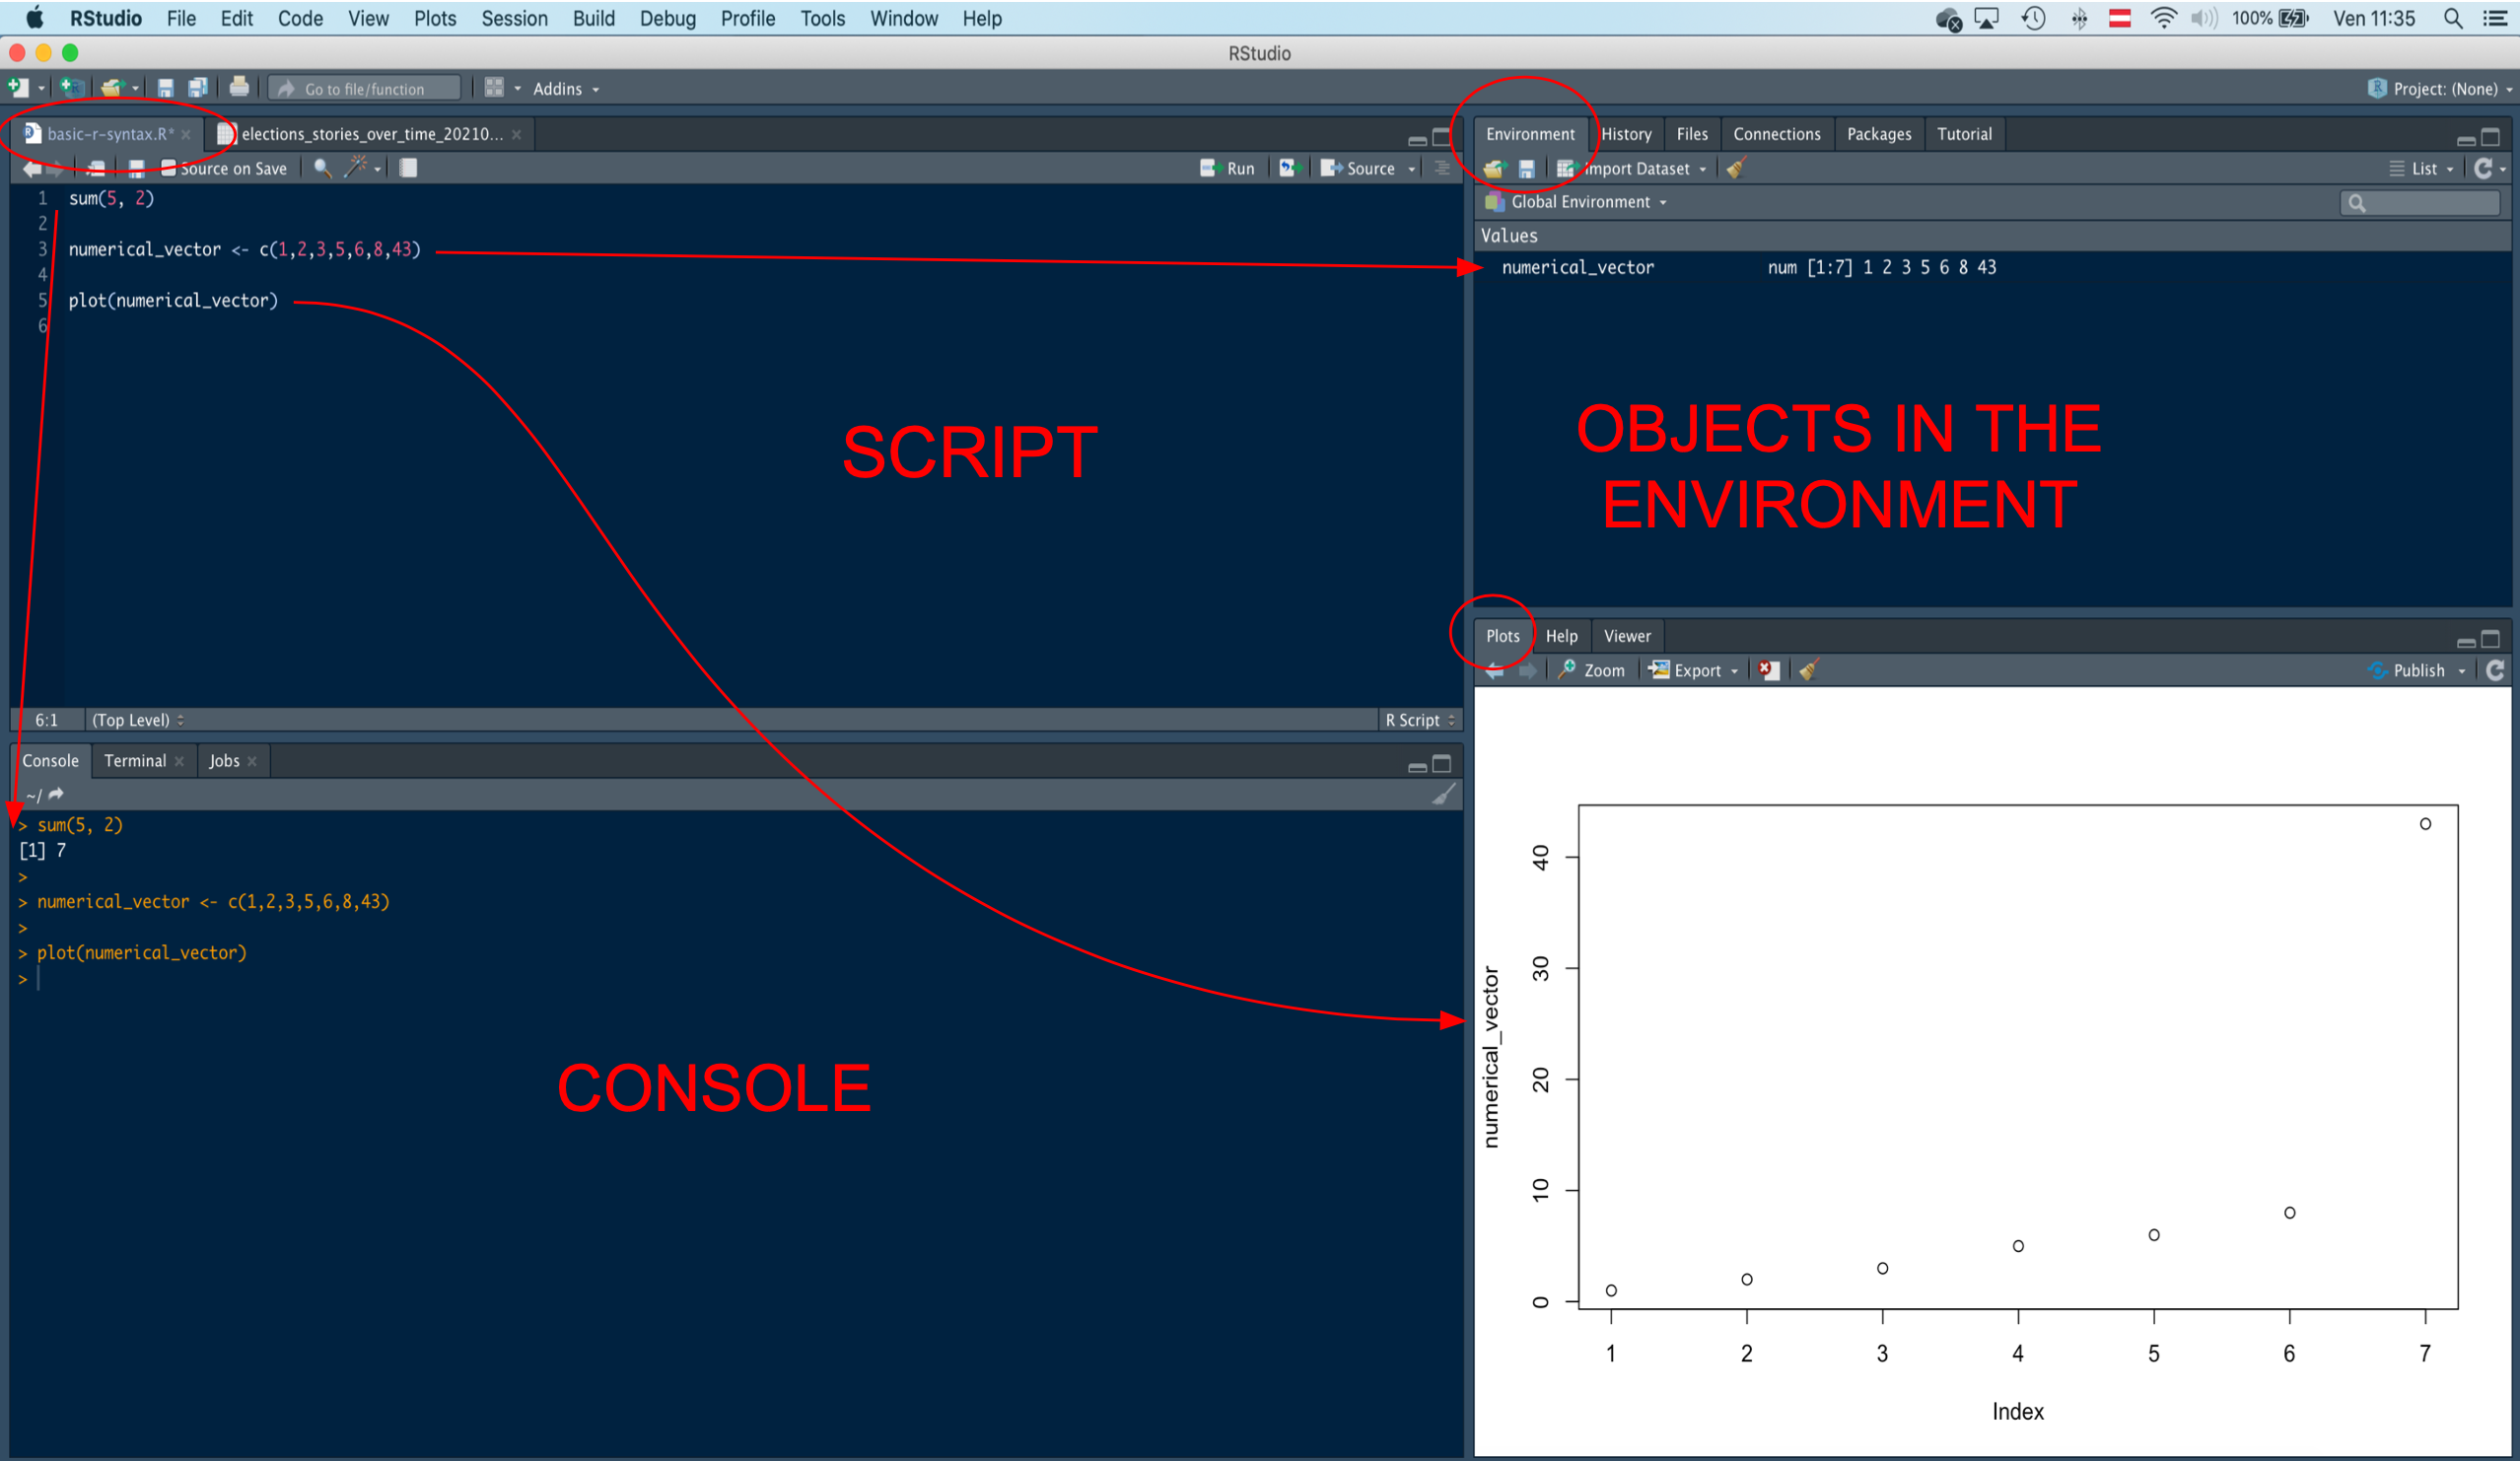 RStudio File Edit Code View Plots Session Build Debug Profile Tools Window Help 100% Ven 11:35
RStudio
Go to file/function Addins Project: (None)
basic-r-syntax.R* elections_stories_over_time_20210...
Source on Save Run Source
1 sum(5, 2)
2
3 numerical_vector <- c(1,2,3,5,6,8,43)
4
5 plot(numerical_vector)
6
SCRIPT
6:1 (Top Level) R Script
Console Terminal Jobs
~/
> sum(5, 2)
[1] 7
>
> numerical_vector <- c(1,2,3,5,6,8,43)
>
> plot(numerical_vector)
>
CONSOLE
Environment History Files Connections Packages Tutorial
Import Dataset List
Global Environment
Values
numerical_vector num [1:7] 1 2 3 5 6 8 43
OBJECTS IN THE
ENVIRONMENT
Plots Help Viewer
Zoom Export Publish
numerical_vector
40
30
20
10
0
1 2 3 4 5 6 7
Index